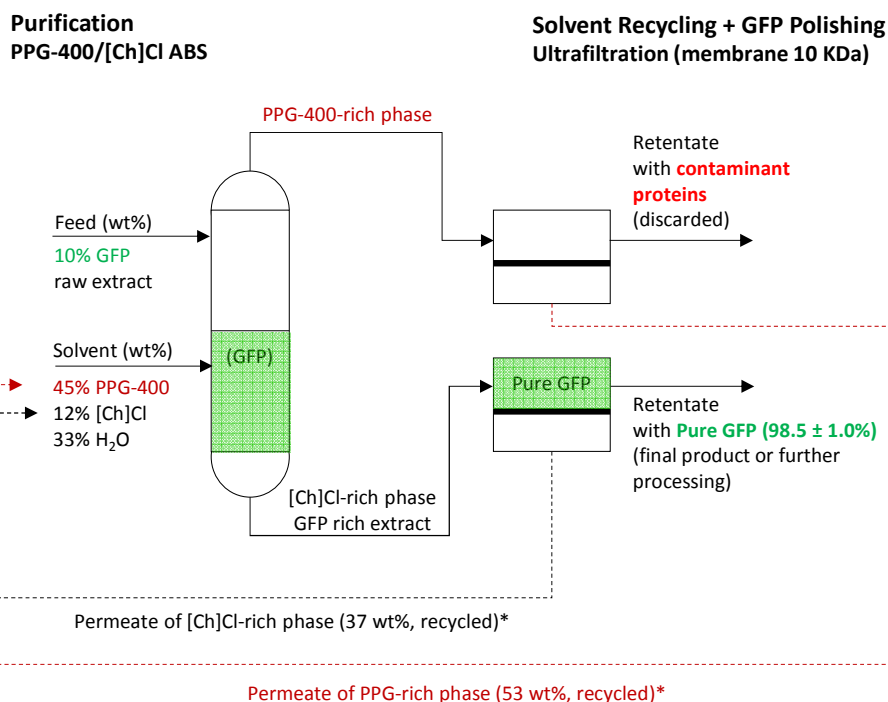 Purification
PPG-400/[Ch]Cl ABS
Solvent Recycling + GFP Polishing
Ultrafiltration (membrane 10 KDa)
PPG-400-rich phase
Retentate
with contaminant
proteins
(discarded)
Feed (wt%)
10% GFP
raw extract
Solvent (wt%)
45% PPG-400
12% [Ch]Cl
33% H₂O
(GFP)
Pure GFP
Retentate
with Pure GFP (98.5 ± 1.0%)
(final product or further
processing)
[Ch]Cl-rich phase
GFP rich extract
Permeate of [Ch]Cl-rich phase (37 wt%, recycled)*
Permeate of PPG-rich phase (53 wt%, recycled)*